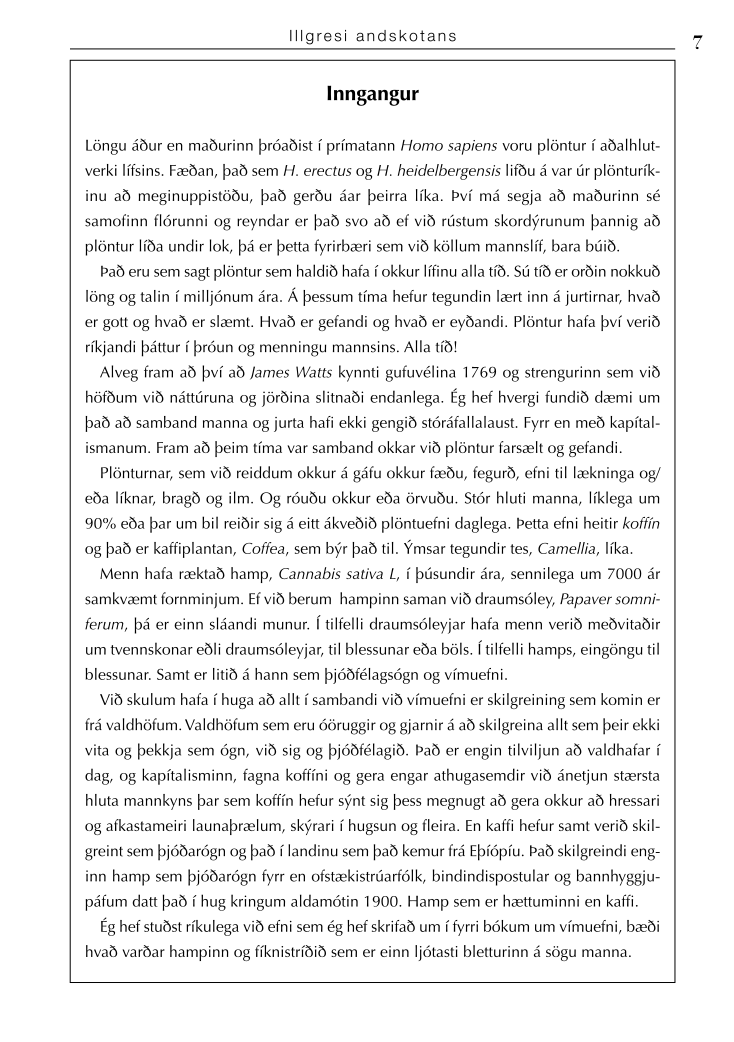 Illgresi andskotans
7
Inngangur
Löngu áður en maðurinn þróaðist í prímatann Homo sapiens voru plöntur í aðalhlut-
verki lífsins. Fæðan, það sem H. erectus og H. heidelbergensis lifðu á var úr plönturík-
inu að meginuppistöðu, það gerðu áar þeirra líka. Því má segja að maðurinn sé
samofinn flórunni og reyndar er það svo að ef við rústum skordýrunum þannig að
plöntur líða undir lok, þá er þetta fyrirbæri sem við köllum mannslíf, bara búið.
Það eru sem sagt plöntur sem haldið hafa í okkur lífinu alla tíð. Sú tíð er orðin nokkuð
löng og talin í milljónum ára. Á þessum tíma hefur tegundin lært inn á jurtirnar, hvað
er gott og hvað er slæmt. Hvað er gefandi og hvað er eyðandi. Plöntur hafa því verið
ríkjandi þáttur í þróun og menningu mannsins. Alla tíð!
Alveg fram að því að James Watts kynnti gufuvélina 1769 og strengurinn sem við
höfðum við náttúruna og jörðina slitnaði endanlega. Ég hef hvergi fundið dæmi um
það að samband manna og jurta hafi ekki gengið stóráfallalaust. Fyrr en með kapítal-
ismanum. Fram að þeim tíma var samband okkar við plöntur farsælt og gefandi.
Plönturnar, sem við reiddum okkur á gáfu okkur fæðu, fegurð, efni til lækninga og/
eða líknar, bragð og ilm. Og róuðu okkur eða örvuðu. Stór hluti manna, líklega um
90% eða þar um bil reiðir sig á eitt ákveðið plöntuefni daglega. Þetta efni heitir koffín
og það er kaffiplantan, Coffea, sem býr það til. Ýmsar tegundir tes, Camellia, líka.
Menn hafa ræktað hamp, Cannabis sativa L, í þúsundir ára, sennilega um 7000 ár
samkvæmt fornminjum. Ef við berum  hampinn saman við draumsóley, Papaver somni-
ferum, þá er einn sláandi munur. Í tilfelli draumsóleyjar hafa menn verið meðvitaðir
um tvennskonar eðli draumsóleyjar, til blessunar eða böls. Í tilfelli hamps, eingöngu til
blessunar. Samt er litið á hann sem þjóðfélagsógn og vímuefni.
Við skulum hafa í huga að allt í sambandi við vímuefni er skilgreining sem komin er
frá valdhöfum. Valdhöfum sem eru óöruggir og gjarnir á að skilgreina allt sem þeir ekki
vita og þekkja sem ógn, við sig og þjóðfélagið. Það er engin tilviljun að valdhafar í
dag, og kapítalisminn, fagna koffíni og gera engar athugasemdir við ánetjun stærsta
hluta mannkyns þar sem koffín hefur sýnt sig þess megnugt að gera okkur að hressari
og afkastameiri launaþrælum, skýrari í hugsun og fleira. En kaffi hefur samt verið skil-
greint sem þjóðarógn og það í landinu sem það kemur frá Eþíópíu. Það skilgreindi eng-
inn hamp sem þjóðarógn fyrr en ofstækistrúarfólk, bindindispostular og bannhyggju-
páfum datt það í hug kringum aldamótin 1900. Hamp sem er hættuminni en kaffi.
Ég hef stuðst ríkulega við efni sem ég hef skrifað um í fyrri bókum um vímuefni, bæði
hvað varðar hampinn og fíknistríðið sem er einn ljótasti bletturinn á sögu manna.